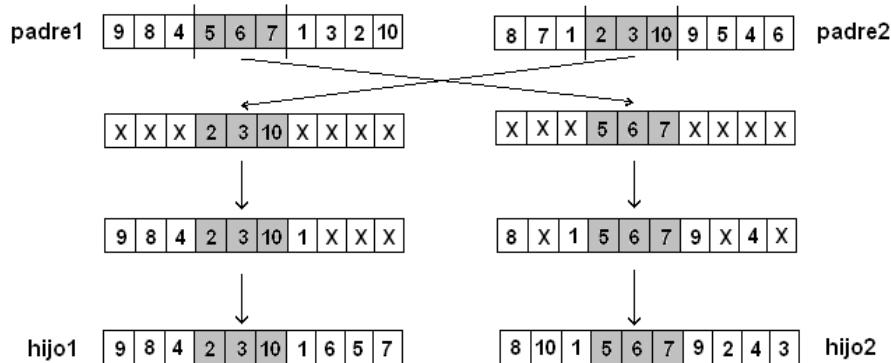 padre1 9 8 4 5 6 7 1 3 2 10 8 7 1 2 3 10 9 5 4 6 padre2
X X X 2 3 10 X X X X X X X 5 6 7 X X X X
9 8 4 2 3 10 1 X X X 8 X 1 5 6 7 9 X 4 X
hijo1 9 8 4 2 3 10 1 6 5 7 8 10 1 5 6 7 9 2 4 3 hijo2